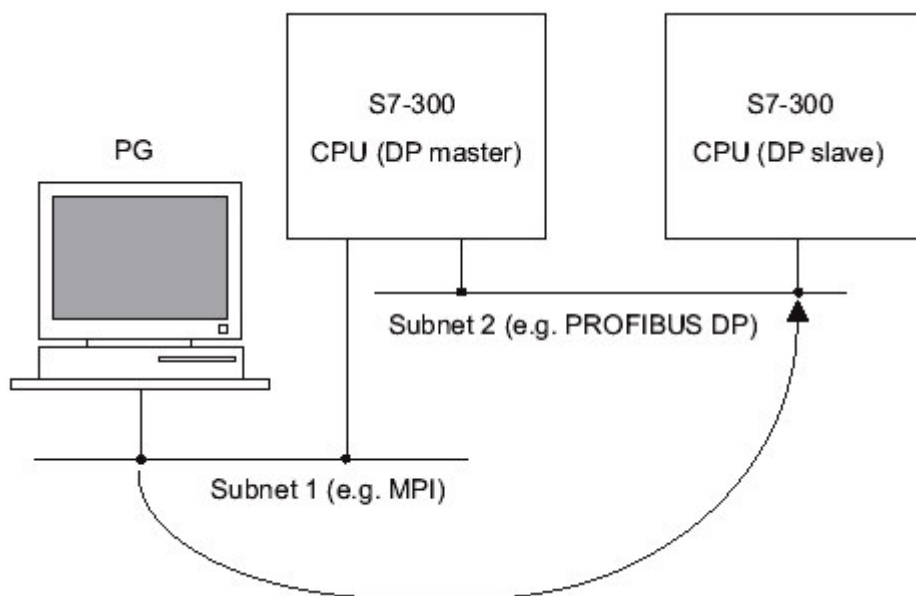 PG
S7-300
CPU (DP master)
S7-300
CPU (DP slave)
Subnet 2 (e.g. PROFIBUS DP)
Subnet 1 (e.g. MPI)